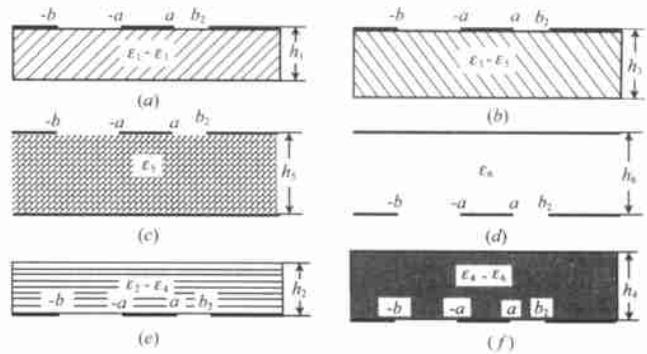 -b -a a b₂
ε₁ - ε₃
h₁
(a)
-b -a a b₂
ε₃ - ε₅
h₃
(b)
-b -a a b₂
ε₅
h₅
(c)
ε₆
h₆
-b -a a b₂
(d)
ε₂ - ε₄
h₂
-b -a a b₂
(e)
ε₄ - ε₆
h₄
-b -a a b₂
(f)